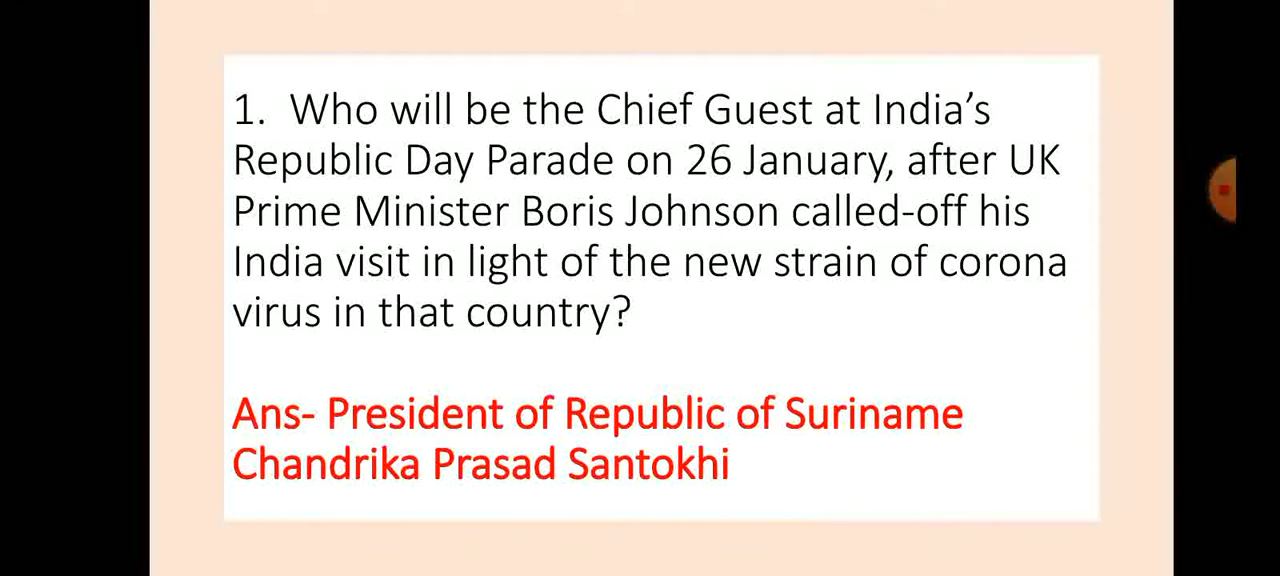 1. Who will be the Chief Guest at India’s
Republic Day Parade on 26 January, after UK
Prime Minister Boris Johnson called-off his
India visit in light of the new strain of corona
virus in that country?
Ans- President of Republic of Suriname
Chandrika Prasad Santokhi